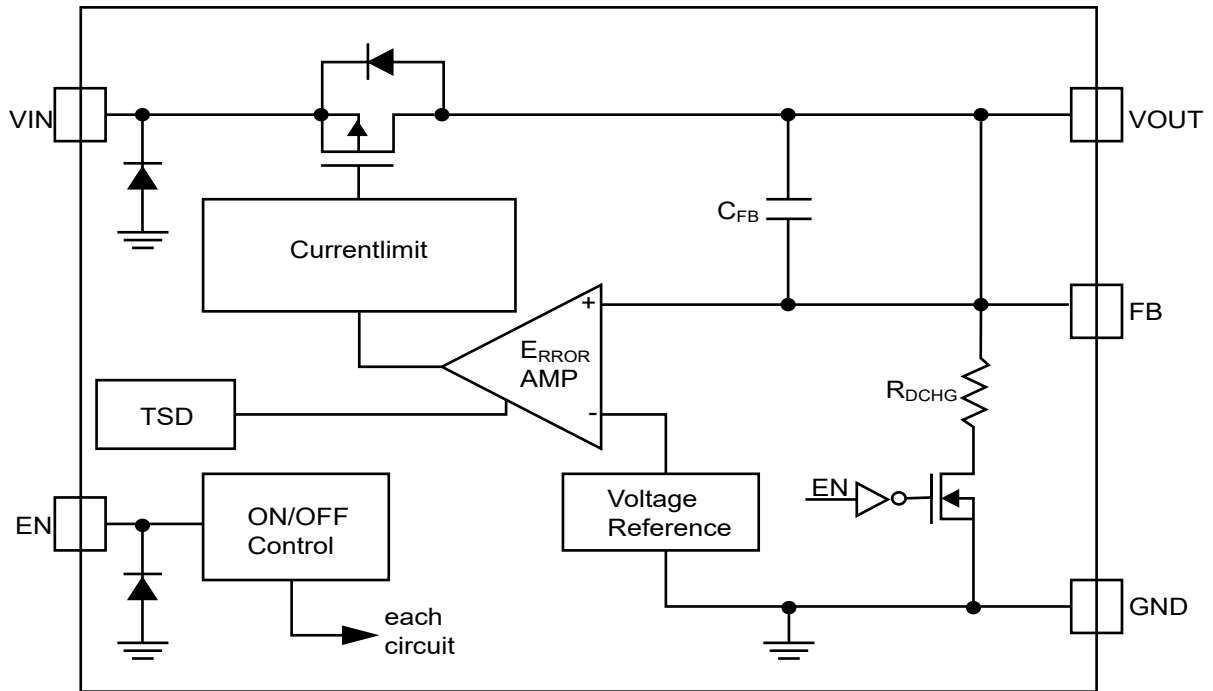 VIN
VOUT
Currentlimit
CFB
+
FB
ERROR
AMP
RDCHG
TSD
-
EN
ON/OFF
Control
Voltage
Reference
EN
GND
each
circuit